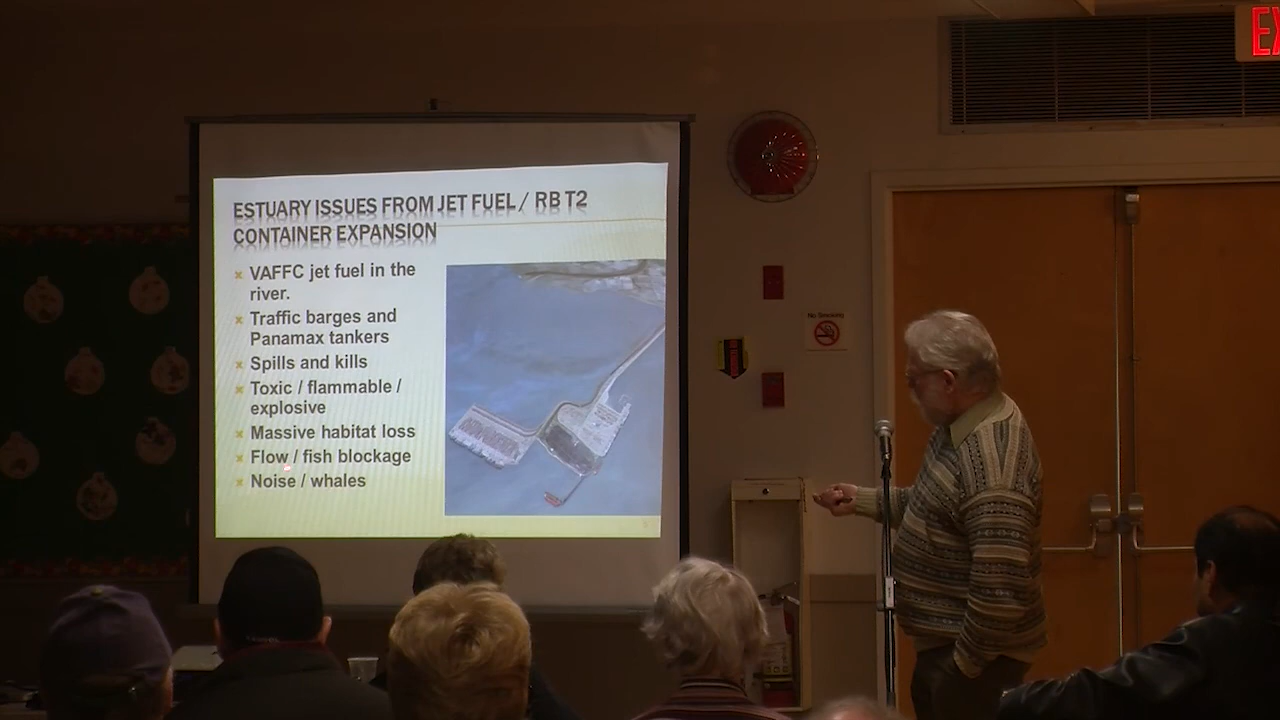 ESTUARY ISSUES FROM JET FUEL / RB T2
CONTAINER EXPANSION
VAFFC jet fuel in the
river.
Traffic barges and
Panamax tankers
Spills and kills
Toxic / flammable /
explosive
Massive habitat loss
Flow / fish blockage
Noise / whales
No Smoking
EX